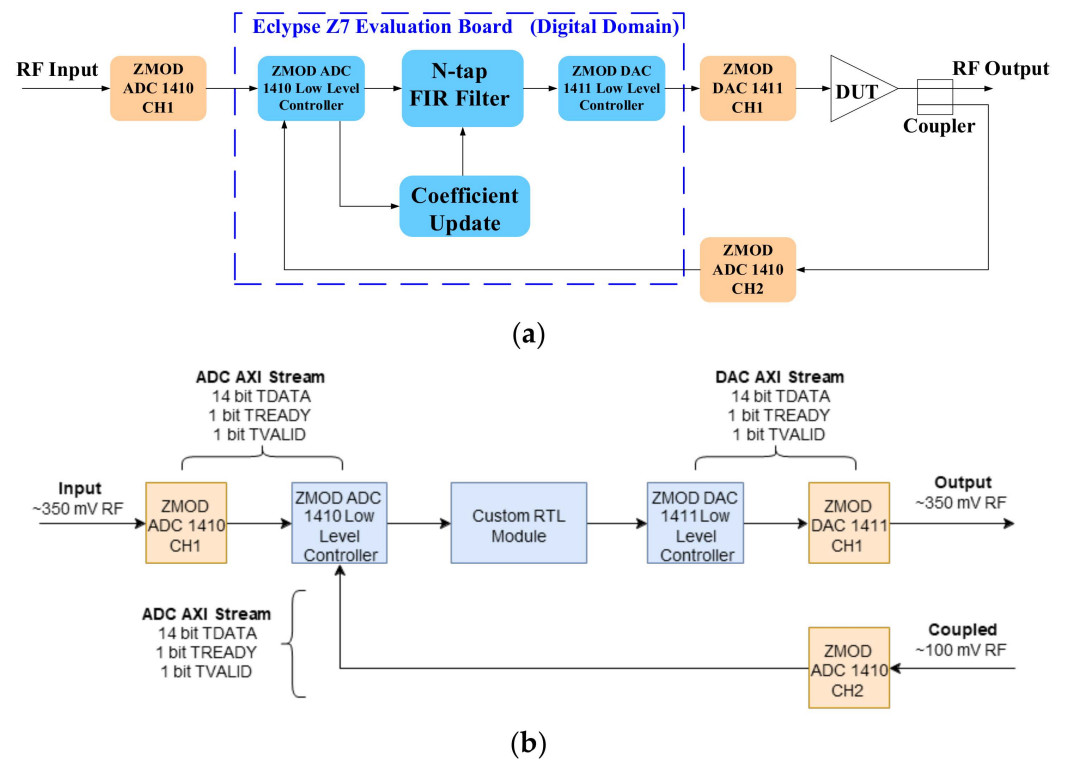 Eclypse Z7 Evaluation Board (Digital Domain)
RF Input
ZMOD
ADC 1410
CH1
ZMOD ADC
1410 Low Level
Controller
N-tap
FIR Filter
ZMOD DAC
1411 Low Level
Controller
ZMOD
DAC 1411
CH1
DUT
RF Output
Coupler
Coefficient
Update
ZMOD
ADC 1410
CH2
(a)
ADC AXI Stream
14 bit TDATA
1 bit TREADY
1 bit TVALID
DAC AXI Stream
14 bit TDATA
1 bit TREADY
1 bit TVALID
Input
~350 mV RF
ZMOD
ADC 1410
CH1
ZMOD ADC
1410 Low
Level
Controller
Custom RTL
Module
ZMOD DAC
1411Low
Level
Controller
ZMOD
DAC 1411
CH1
Output
~350 mV RF
ADC AXI Stream
14 bit TDATA
1 bit TREADY
1 bit TVALID
ZMOD
ADC 1410
CH2
Coupled
~100 mV RF
(b)